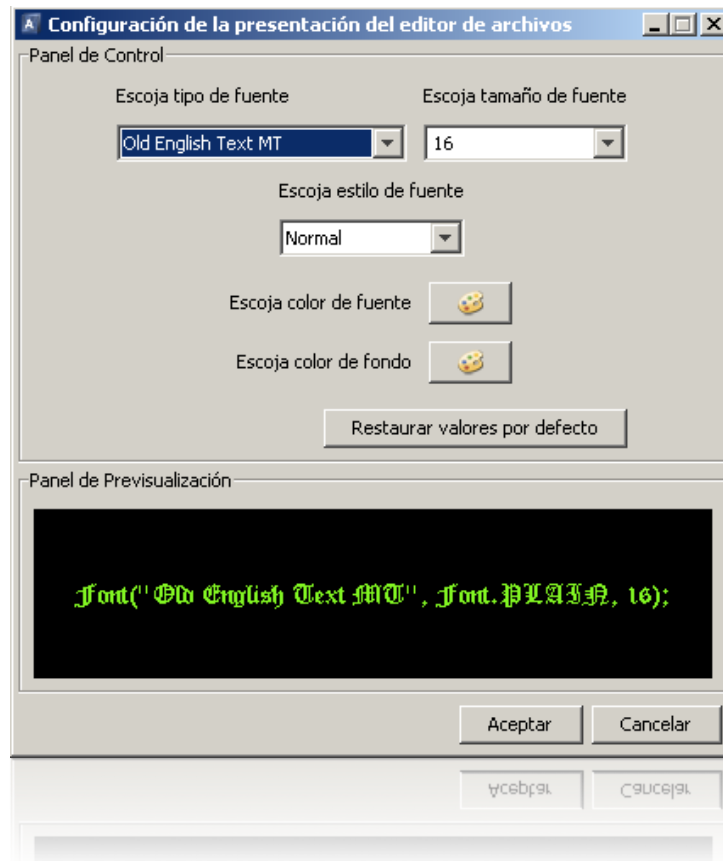 Configuración de la presentación del editor de archivos
Panel de Control
Escoja tipo de fuente Escoja tamaño de fuente
Old English Text MT 16
Escoja estilo de fuente
Normal
Escoja color de fuente
Escoja color de fondo
Restaurar valores por defecto
Panel de Previsualización
Font("Old English Text MT", Font.PLAIN, 16);
Aceptar Cancelar
Aceptar Cancelar